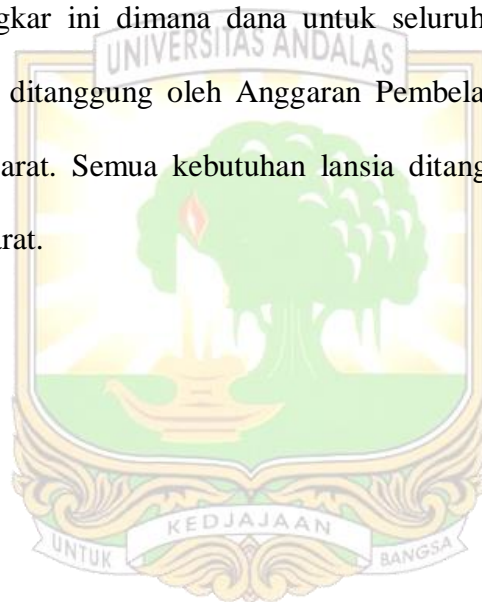 gkar ini dimana dana untuk seluruh
UNIVERSITAS ANDALAS
ditanggung oleh Anggaran Pembela
arat. Semua kebutuhan lansia ditang
arat.
KEDJAJAAN
UNTUK
BANGSA